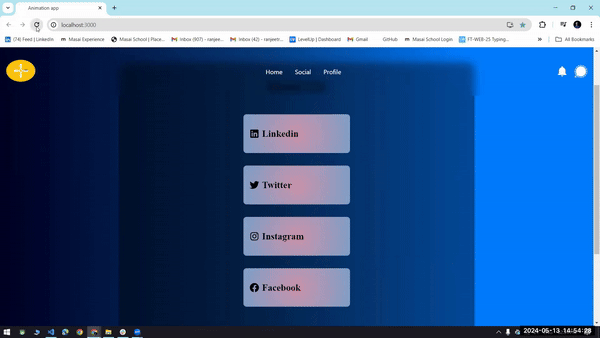 Animation app
localhost:3000
(74) Feed | LinkedIn
Masai Experience
Masai School | Place...
Inbox (907) - ranjeetr...
Inbox (42) - ranjeetr...
LevelUp | Dashboard
Gmail
GitHub
Masai School Login
FT-WEB-25 Typing...
»
All Bookmarks
Home Social Profile
Linkedin
Twitter
Instagram
Facebook
2024-05-13 14:54:28